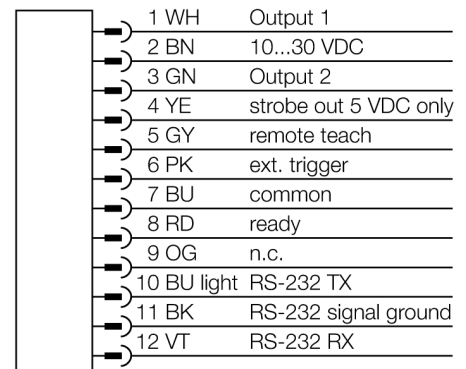 1 WH Output 1
2 BN 10...30 VDC
3 GN Output 2
4 YE strobe out 5 VDC only
5 GY remote teach
6 PK ext. trigger
7 BU common
8 RD ready
9 OG n.c.
10 BU light RS-232 TX
11 BK RS-232 signal ground
12 VT RS-232 RX